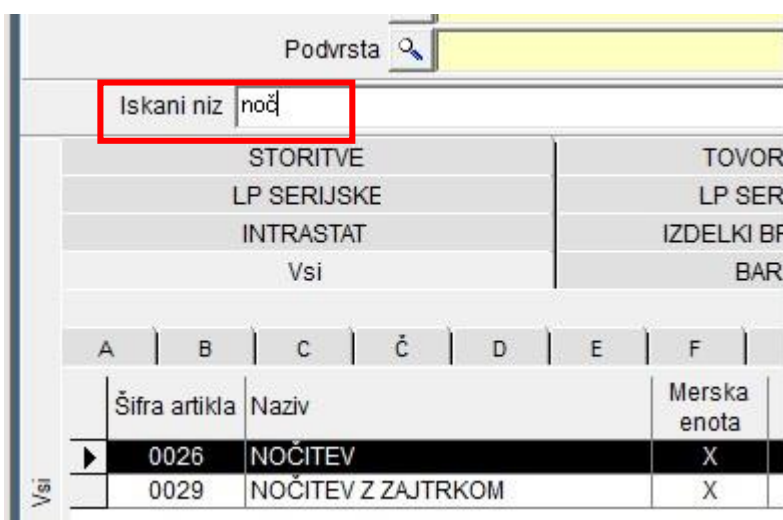 Podvrsta
Iskani niz noč
STORITVE TOVOR
LP SERIJSKE LP SER
INTRASTAT IZDELKI BR
Vsi BAR
A B C Č D E F
Šifra artikla Naziv Merska enota
0026 NOČITEV X
0029 NOČITEV Z ZAJTRKOM X
Vsi